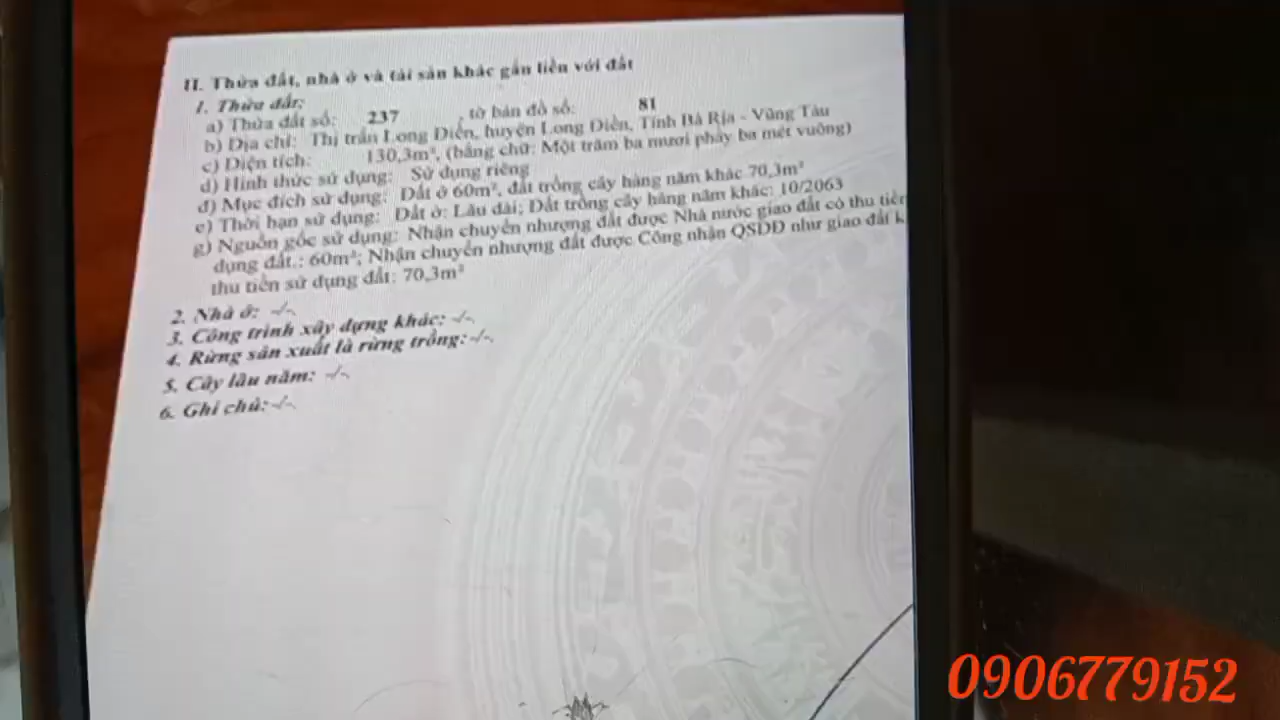 II. Thửa đất, nhà ở và tài sản khác gắn liền với đất
1. Thửa đất:
a) Thửa đất số: 237 , tờ bản đồ số: 81
b) Địa chỉ: Thị trấn Long Điền, huyện Long Điền, Tỉnh Bà Rịa - Vũng Tàu
c) Diện tích: 130,3m², (bằng chữ: Một trăm ba mươi phẩy ba mét vuông)
d) Hình thức sử dụng: Sử dụng riêng
đ) Mục đích sử dụng: Đất ở 60m², đất trồng cây hàng năm khác 70,3m²
e) Thời hạn sử dụng: Đất ở: Lâu dài; Đất trồng cây hàng năm khác: 10/2063
g) Nguồn gốc sử dụng: Nhận chuyển nhượng đất được Nhà nước giao đất có thu tiền
dụng đất.: 60m²; Nhận chuyển nhượng đất được Công nhận QSDĐ như giao đất k
thu tiền sử dụng đất: 70,3m²
2. Nhà ở: -/-.
3. Công trình xây dựng khác: -/-.
4. Rừng sản xuất là rừng trồng: -/-.
5. Cây lâu năm: -/-.
6. Ghi chú: -/-.
0906779152